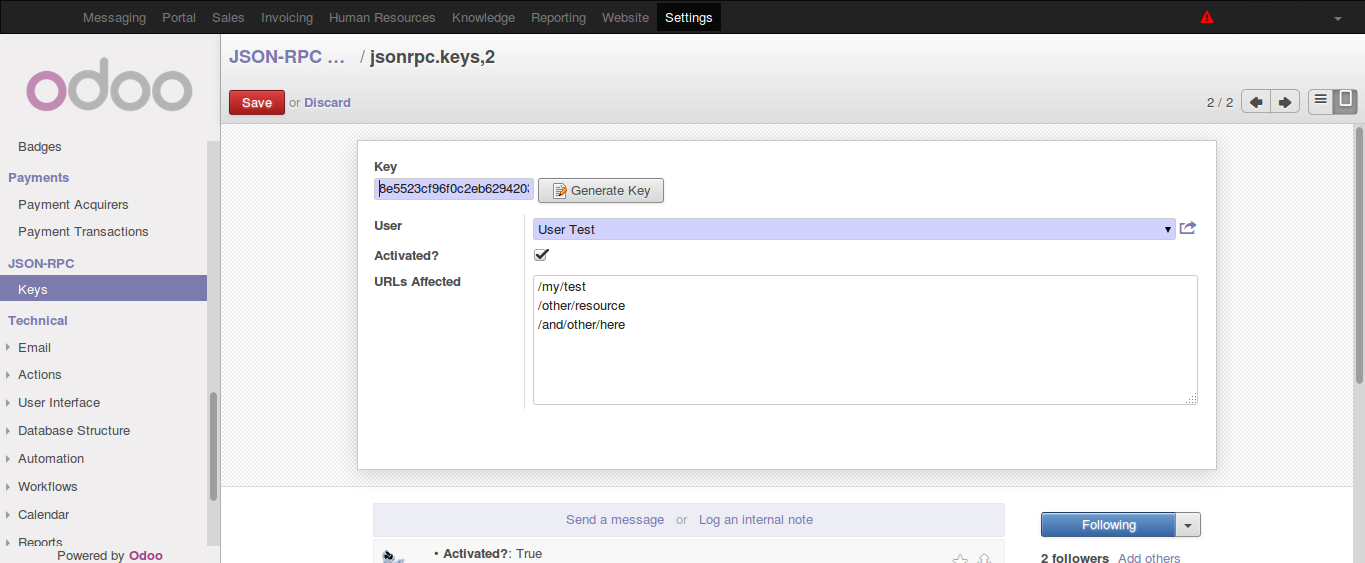 Messaging Portal Sales Invoicing Human Resources Knowledge Reporting Website Settings
odoo
JSON-RPC ... / jsonrpc.keys,2
Save or Discard
2 / 2
Badges
Payments
Payment Acquirers
Payment Transactions
JSON-RPC
Keys
Technical
Email
Actions
User Interface
Database Structure
Automation
Workflows
Calendar
Reports
Powered by Odoo
Key
8e5523cf96f0c2eb6294203
Generate Key
User
User Test
Activated?
URLs Affected
/my/test
/other/resource
/and/other/here
Send a message or Log an internal note
Following
• Activated?: True
2 followers Add others